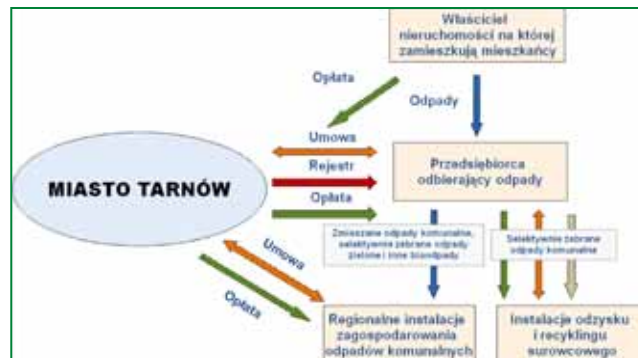 Właściciel
nieruchomości na której
zamieszkują mieszkańcy
Opłata
Odpady
Umowa
Rejestr
Opłata
MIASTO TARNÓW
Przedsiębiorca
odbierający odpady
Zmieszane odpady komunalne,
selektywnie zebrane odpady
zielone i inne bioodpady
Selektywnie zebrane
odpady komunalne
Umowa
Opłata
Regionalne instalacje
zagospodarowania
odpadów komunalnych
Instalacje odzysku
i recyklingu
surowcowego